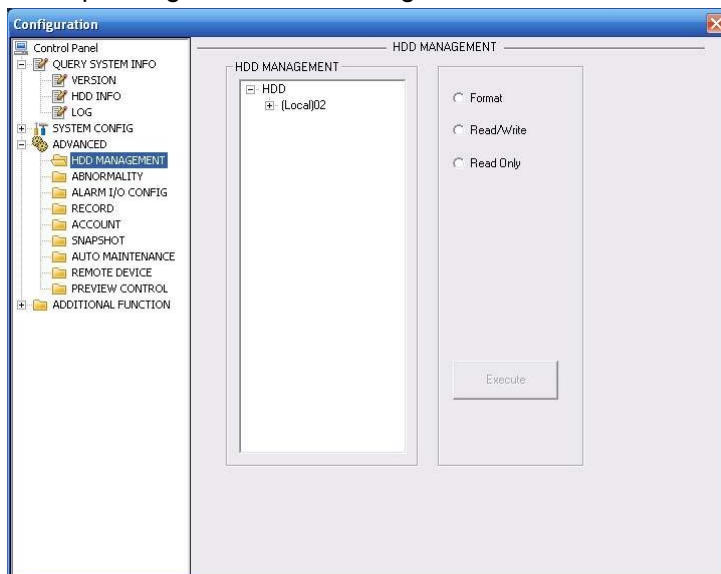 Configuration
Control Panel
QUERY SYSTEM INFO
VERSION
HDD INFO
LOG
SYSTEM CONFIG
ADVANCED
HDD MANAGEMENT
ABNORMALITY
ALARM I/O CONFIG
RECORD
ACCOUNT
SNAPSHOT
AUTO MAINTENANCE
REMOTE DEVICE
PREVIEW CONTROL
ADDITIONAL FUNCTION
HDD MANAGEMENT
HDD MANAGEMENT
HDD
(Local)02
Format
Read/Write
Read Only
Execute